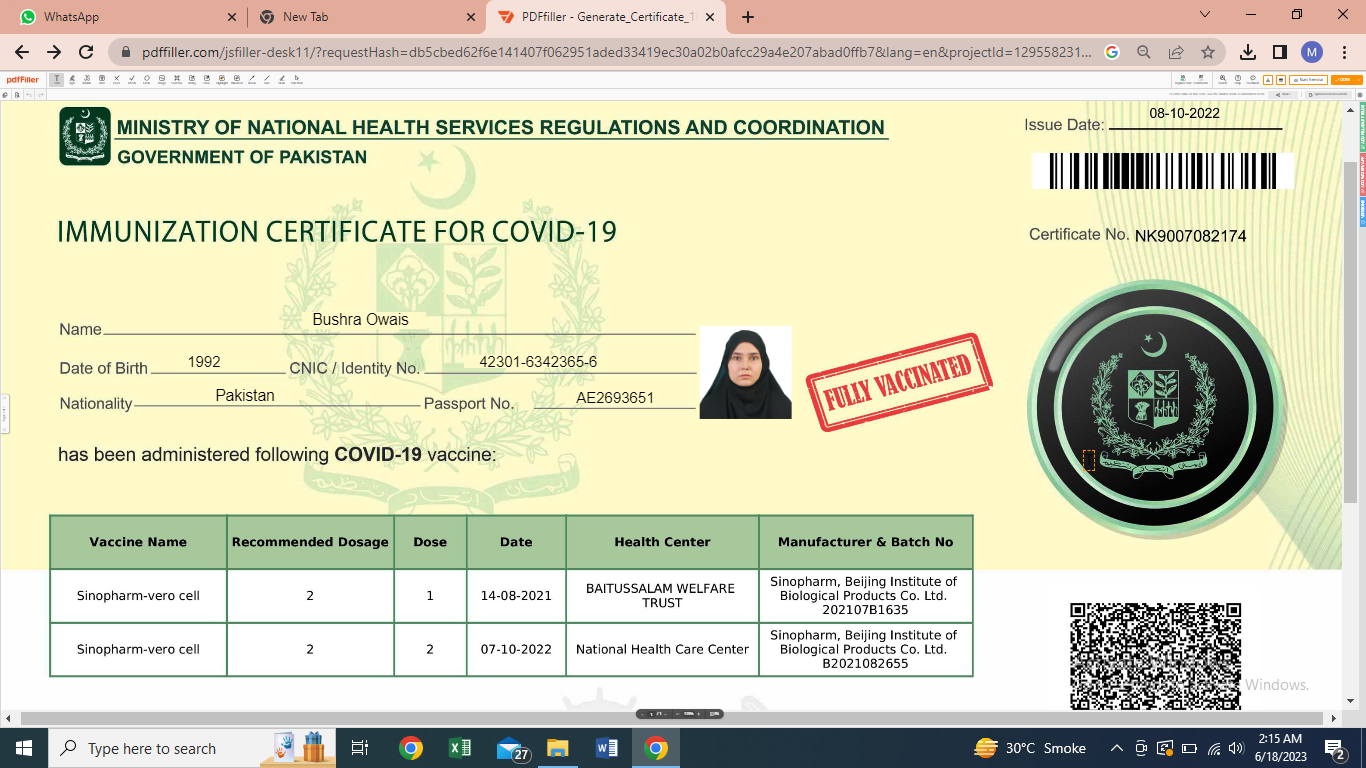 WhatsApp
New Tab
PDFfiller - Generate_Certificate_1
pdffiller.com/jsfiller-desk11/?requestHash=db5cbed62f6e141407f062951aded33419ec30a02b0afcc29a4e207abad0ffb7&lang=en&projectId=129558231...
M
pdfFiller
MINISTRY OF NATIONAL HEALTH SERVICES REGULATIONS AND COORDINATION
GOVERNMENT OF PAKISTAN
Issue Date: 08-10-2022
IMMUNIZATION CERTIFICATE FOR COVID-19
Certificate No. NK9007082174
Name Bushra Owais
Date of Birth 1992 CNIC / Identity No. 42301-6342365-6
Nationality Pakistan Passport No. AE2693651
FULLY VACCINATED
has been administered following COVID-19 vaccine:
Vaccine Name Recommended Dosage Dose Date Health Center Manufacturer & Batch No
Sinopharm-vero cell 2 1 14-08-2021 BAITUSSALAM WELFARE
TRUST
Sinopharm, Beijing Institute of
Biological Products Co. Ltd.
202107B1635
Sinopharm-vero cell 2 2 07-10-2022 National Health Care Center
Sinopharm, Beijing Institute of
Biological Products Co. Ltd.
B2021082655
Windows.
Type here to search
27
30°C Smoke
2:15 AM
6/18/2023
2